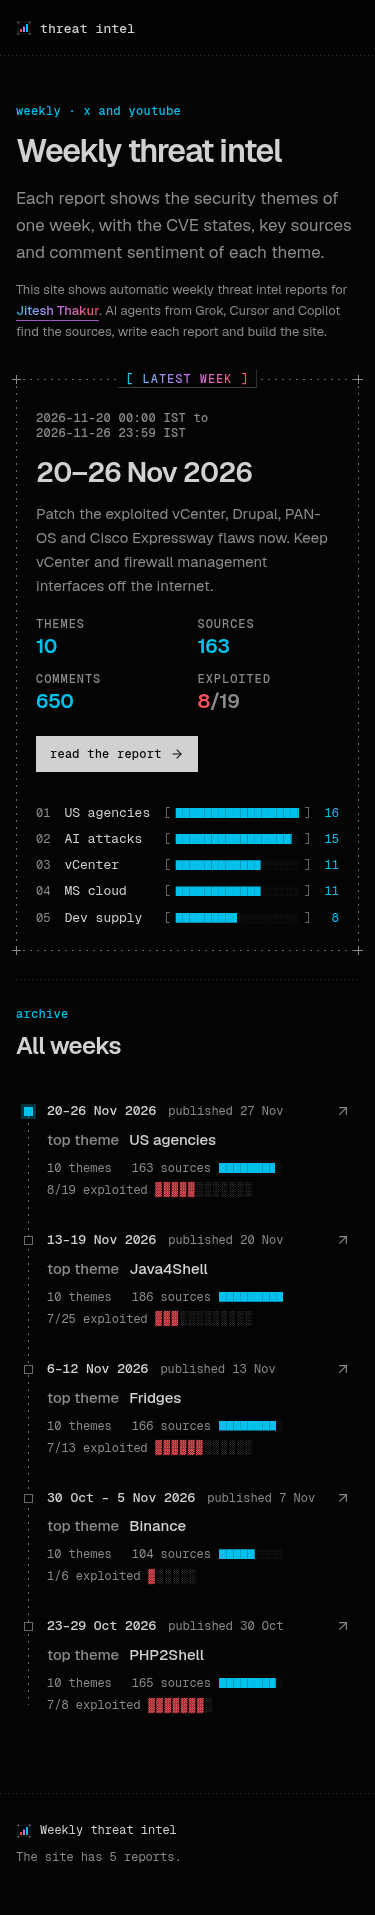 threat intel
weekly · x and youtube
Weekly threat intel
Each report shows the security themes of
one week, with the CVE states, key sources
and comment sentiment of each theme.
This site shows automatic weekly threat intel reports for
Jitesh Thakur. AI agents from Grok, Cursor and Copilot
find the sources, write each report and build the site.
[ LATEST WEEK ]
2026-11-20 00:00 IST to
2026-11-26 23:59 IST
20–26 Nov 2026
Patch the exploited vCenter, Drupal, PAN-
OS and Cisco Expressway flaws now. Keep
vCenter and firewall management
interfaces off the internet.
THEMES SOURCES
10 163
COMMENTS EXPLOITED
650 8/19
read the report →
01 US agencies [ ] 16
02 AI attacks [ ] 15
03 vCenter [ ] 11
04 MS cloud [ ] 11
05 Dev supply [ ] 8
archive
All weeks
20–26 Nov 2026 published 27 Nov ↗
top theme US agencies
10 themes 163 sources
8/19 exploited
13–19 Nov 2026 published 20 Nov ↗
top theme Java4Shell
10 themes 186 sources
7/25 exploited
6–12 Nov 2026 published 13 Nov ↗
top theme Fridges
10 themes 166 sources
7/13 exploited
30 Oct – 5 Nov 2026 published 7 Nov ↗
top theme Binance
10 themes 104 sources
1/6 exploited
23–29 Oct 2026 published 30 Oct ↗
top theme PHP2Shell
10 themes 165 sources
7/8 exploited
Weekly threat intel
The site has 5 reports.